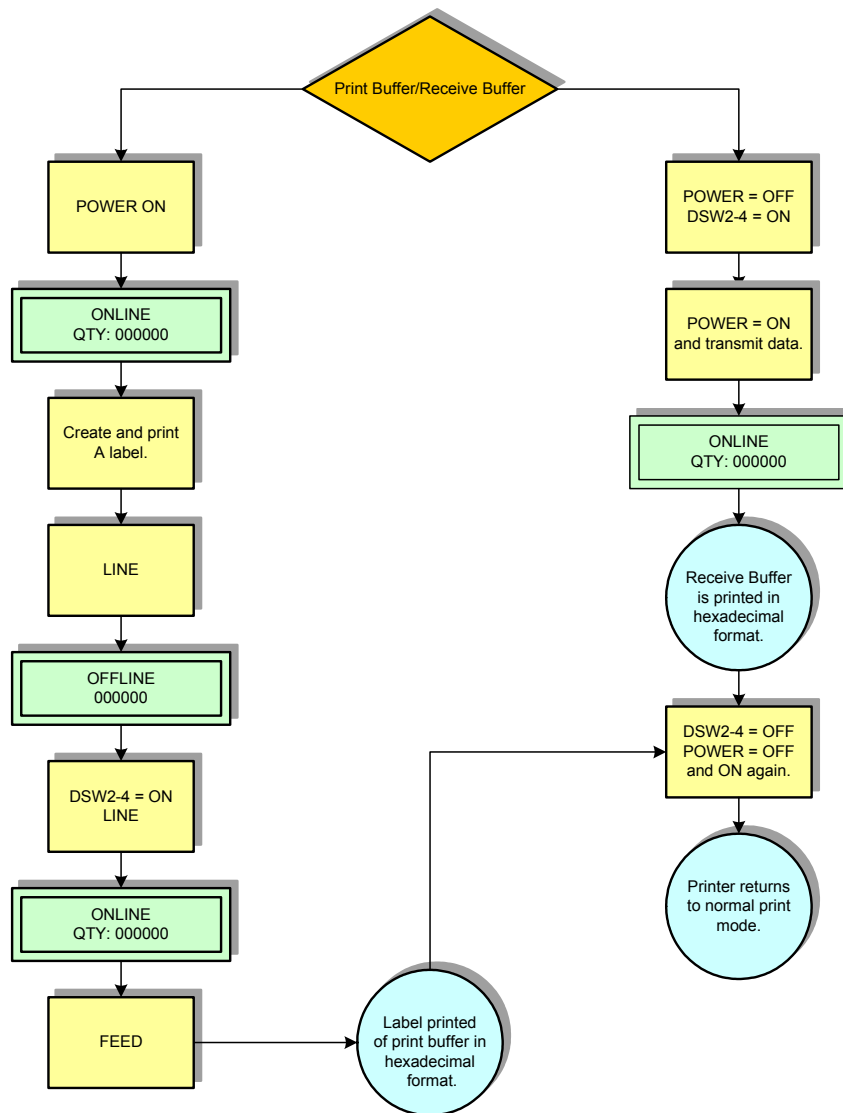 Print Buffer/Receive Buffer
POWER ON
ONLINE
QTY: 000000
Create and print
A label.
LINE
OFFLINE
000000
DSW2-4 = ON
LINE
ONLINE
QTY: 000000
FEED
Label printed
of print buffer in
hexadecimal
format.
POWER = OFF
DSW2-4 = ON
POWER = ON
and transmit data.
ONLINE
QTY: 000000
Receive Buffer
is printed in
hexadecimal
format.
DSW2-4 = OFF
POWER = OFF
and ON again.
Printer returns
to normal print
mode.